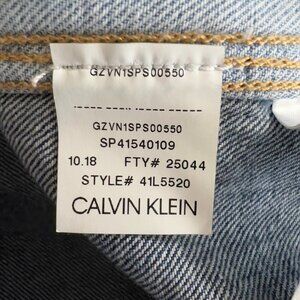 GZVN1SPS00550
GZVN1SPS00550
SP41540109
10.18 FTY# 25044
STYLE# 41L5520
CALVIN KLEIN